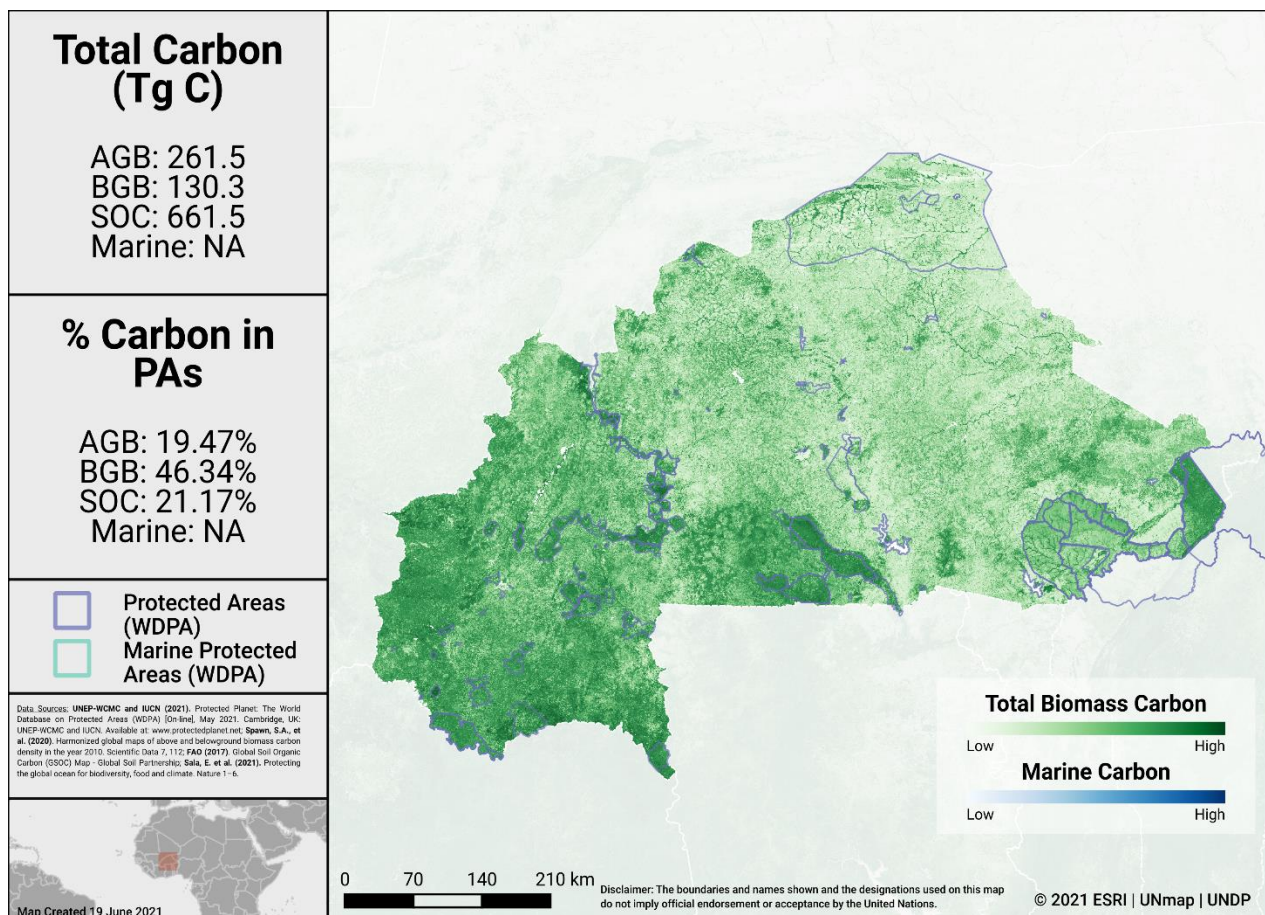 Total Carbon
(Tg C)
AGB: 261.5
BGB: 130.3
SOC: 661.5
Marine: NA
% Carbon in
PAs
AGB: 19.47%
BGB: 46.34%
SOC: 21.17%
Marine: NA
Protected Areas
(WDPA)
Marine Protected
Areas (WDPA)
Data Sources: UNEP-WCMC and IUCN (2021). Protected Planet: The World
Database on Protected Areas (WDPA) [On-line], May 2021. Cambridge, UK:
UNEP-WCMC and IUCN. Available at: www.protectedplanet.net; Spawn, S.A., et
al. (2020). Harmonized global maps of above and belowground biomass carbon
density in the year 2010. Scientific Data 7, 112; FAO (2017). Global Soil Organic
Carbon (GSOC) Map - Global Soil Partnership; Sala, E. et al. (2021). Protecting
the global ocean for biodiversity, food and climate. Nature 1–6.
Map Created 19 June 2021
0 70 140 210 km
Disclaimer: The boundaries and names shown and the designations used on this map
do not imply official endorsement or acceptance by the United Nations.
Total Biomass Carbon
Low High
Marine Carbon
Low High
© 2021 ESRI | UNmap | UNDP